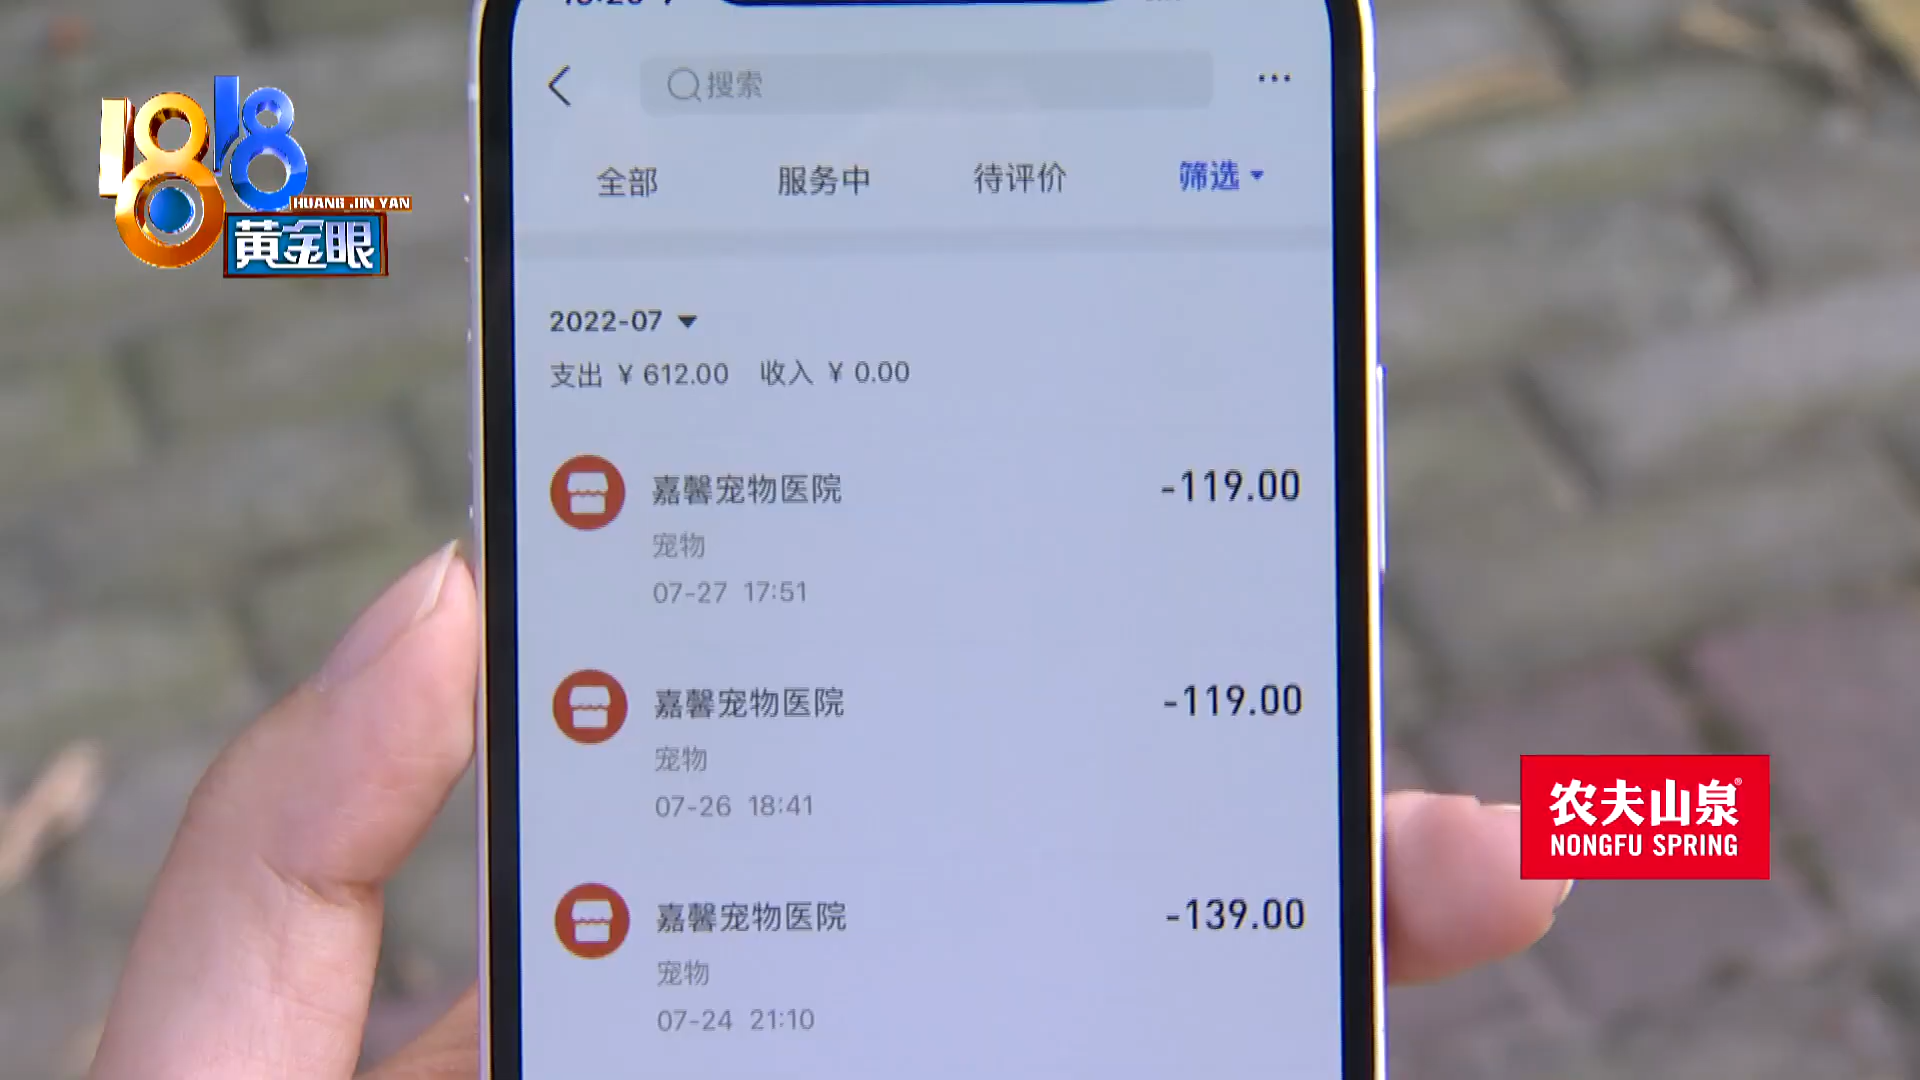 搜索
全部 服务中 待评价 筛选
2022-07
支出 ¥ 612.00 收入 ¥ 0.00
嘉馨宠物医院 -119.00
宠物
07-27 17:51
嘉馨宠物医院 -119.00
宠物
07-26 18:41
嘉馨宠物医院 -139.00
宠物
07-24 21:10
1818
HUANG JIN YAN
黄金眼
农夫山泉®
NONGFU SPRING